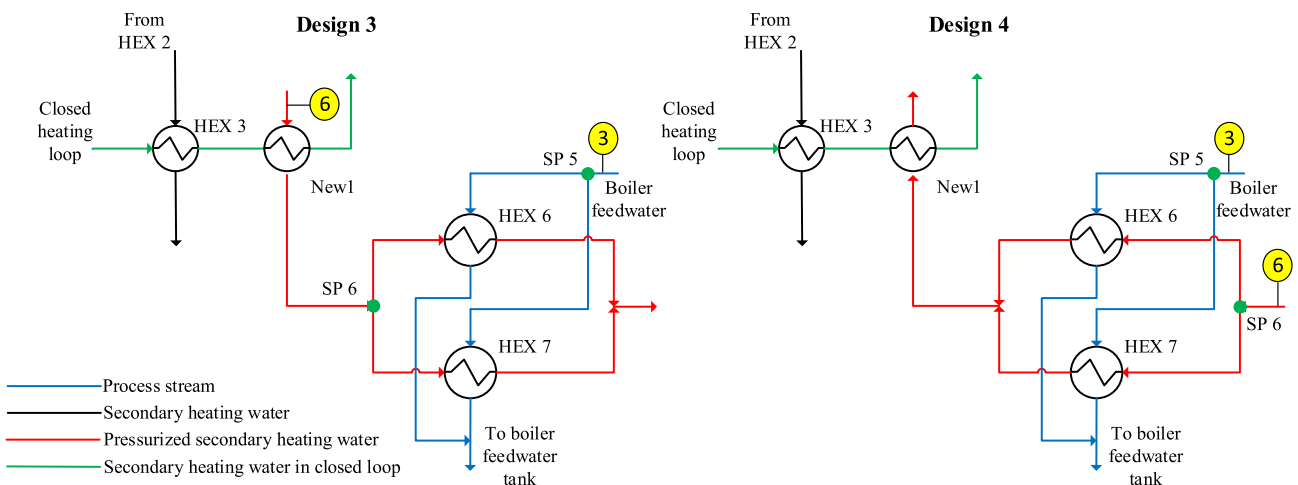 Design 3
From
HEX 2
6
Closed
heating
loop
HEX 3
New1
SP 5
3
Boiler
feedwater
HEX 6
SP 6
HEX 7
To boiler
feedwater
tank
Process stream
Secondary heating water
Pressurized secondary heating water
Secondary heating water in closed loop
Design 4
From
HEX 2
Closed
heating
loop
HEX 3
New1
SP 5
3
Boiler
feedwater
HEX 6
6
SP 6
HEX 7
To boiler
feedwater
tank